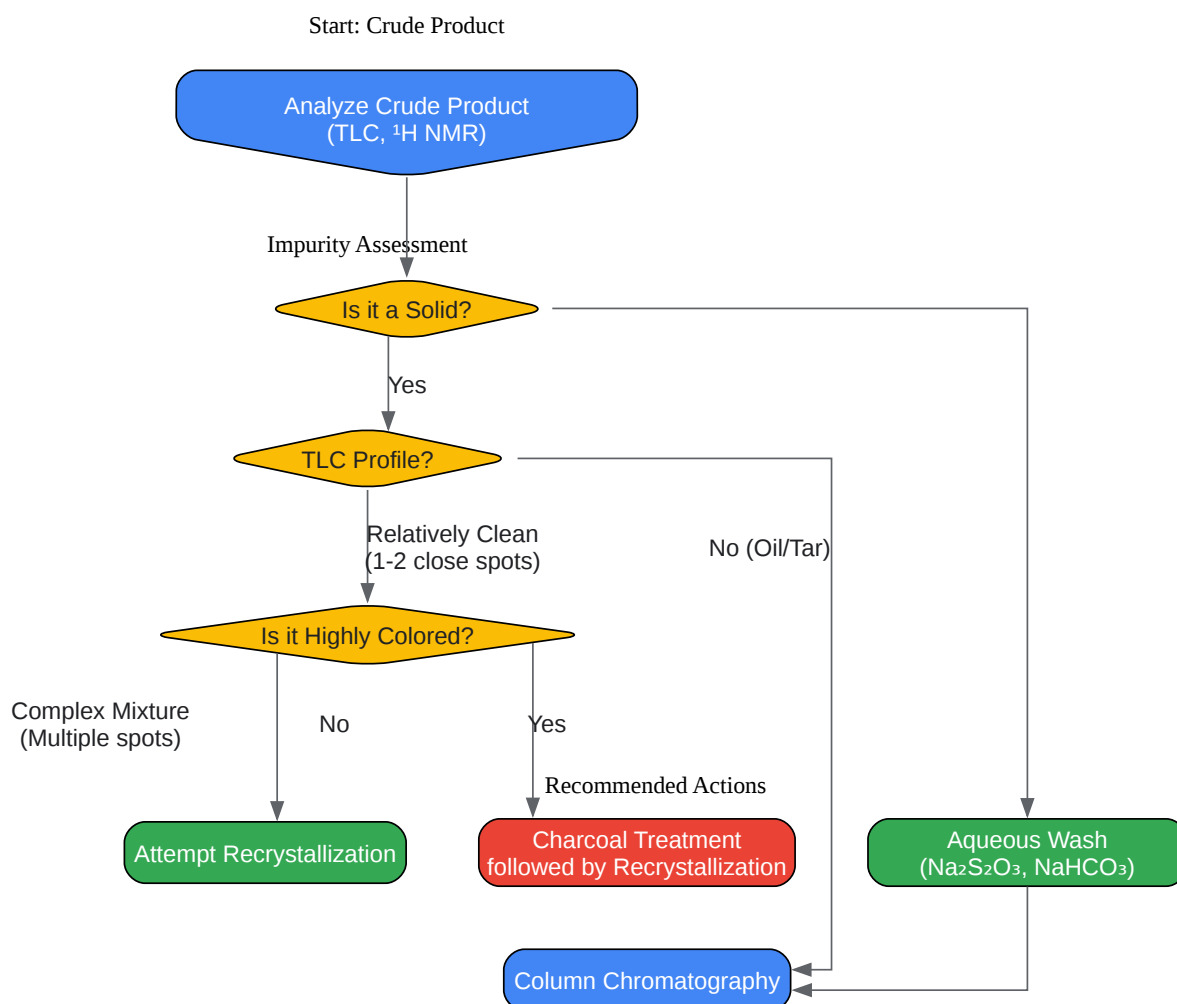 Start: Crude Product
Analyze Crude Product
(TLC, ¹H NMR)
Impurity Assessment
Is it a Solid?
Yes
TLC Profile?
Relatively Clean
(1-2 close spots)
No (Oil/Tar)
Is it Highly Colored?
Complex Mixture
(Multiple spots)
No
Yes
Recommended Actions
Attempt Recrystallization
Charcoal Treatment
followed by Recrystallization
Aqueous Wash
(Na₂S₂O₃, NaHCO₃)
Column Chromatography